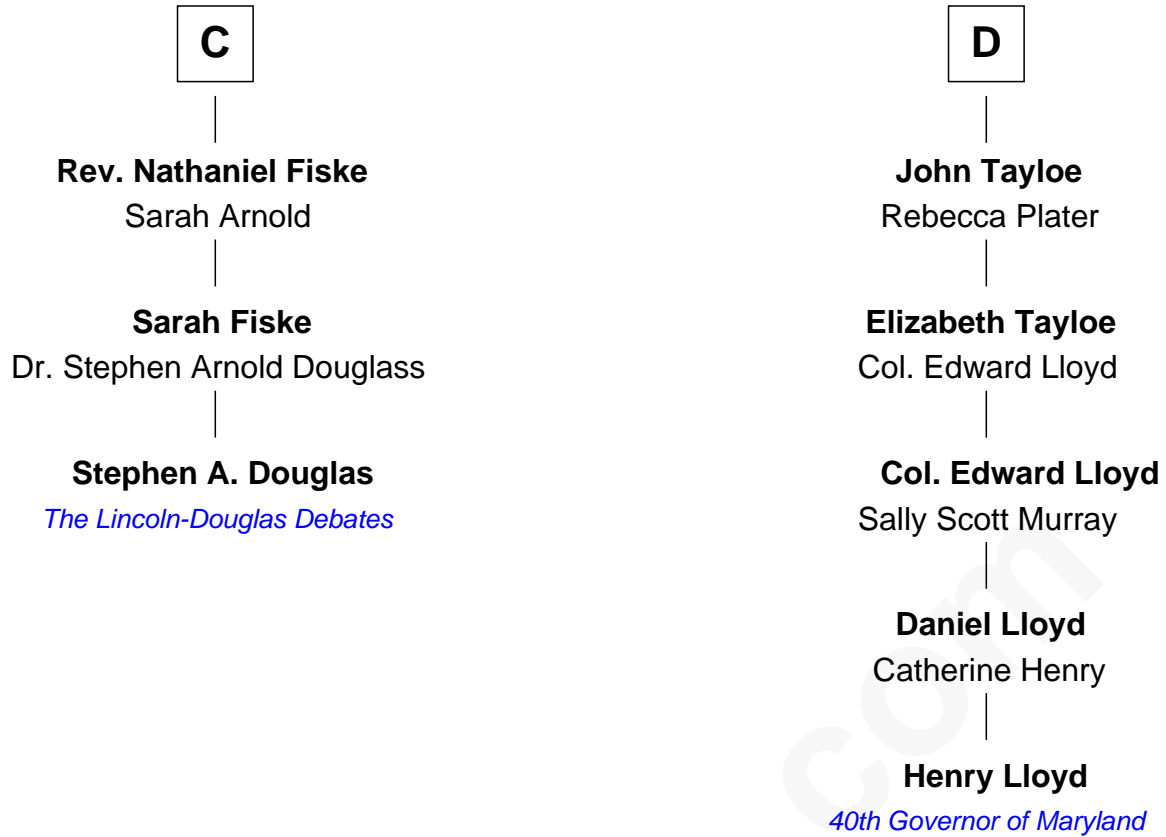 C
Rev. Nathaniel Fiske
Sarah Arnold
Sarah Fiske
Dr. Stephen Arnold Douglass
Stephen A. Douglas
The Lincoln-Douglas Debates
D
John Tayloe
Rebecca Plater
Elizabeth Tayloe
Col. Edward Lloyd
Col. Edward Lloyd
Sally Scott Murray
Daniel Lloyd
Catherine Henry
Henry Lloyd
40th Governor of Maryland
com